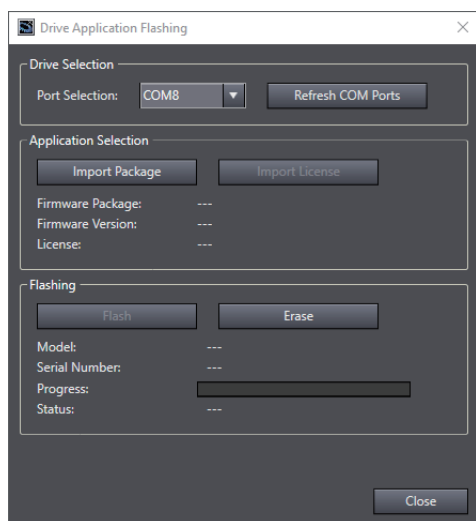 Drive Application Flashing
Drive Selection
Port Selection: COM8 Refresh COM Ports
Application Selection
Import Package Import License
Firmware Package: ---
Firmware Version: ---
License: ---
Flashing
Flash Erase
Model: ---
Serial Number: ---
Progress:
Status: ---
Close